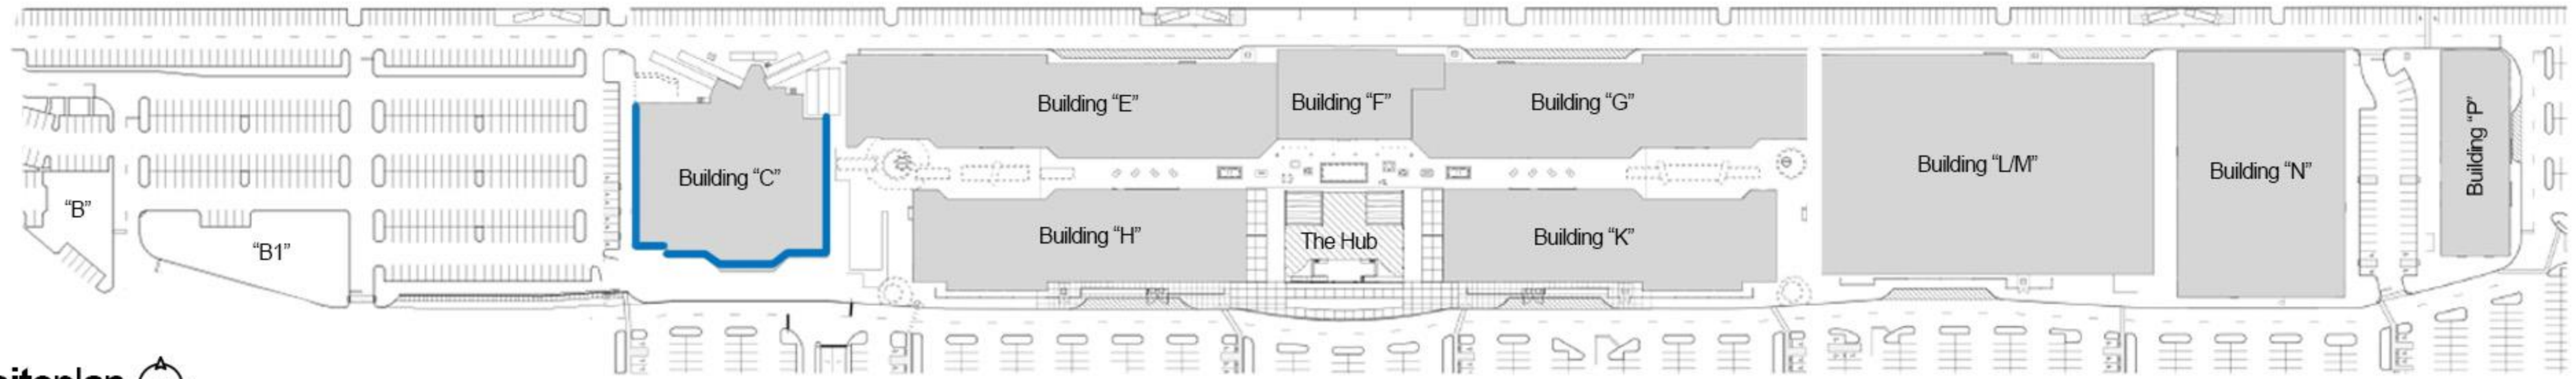 Building “E”
Building “F”
Building “G”
Building “P”
Building “L/M”
Building “N”
Building “C”
“B”
Building “H”
The Hub
Building “K”
“B1”